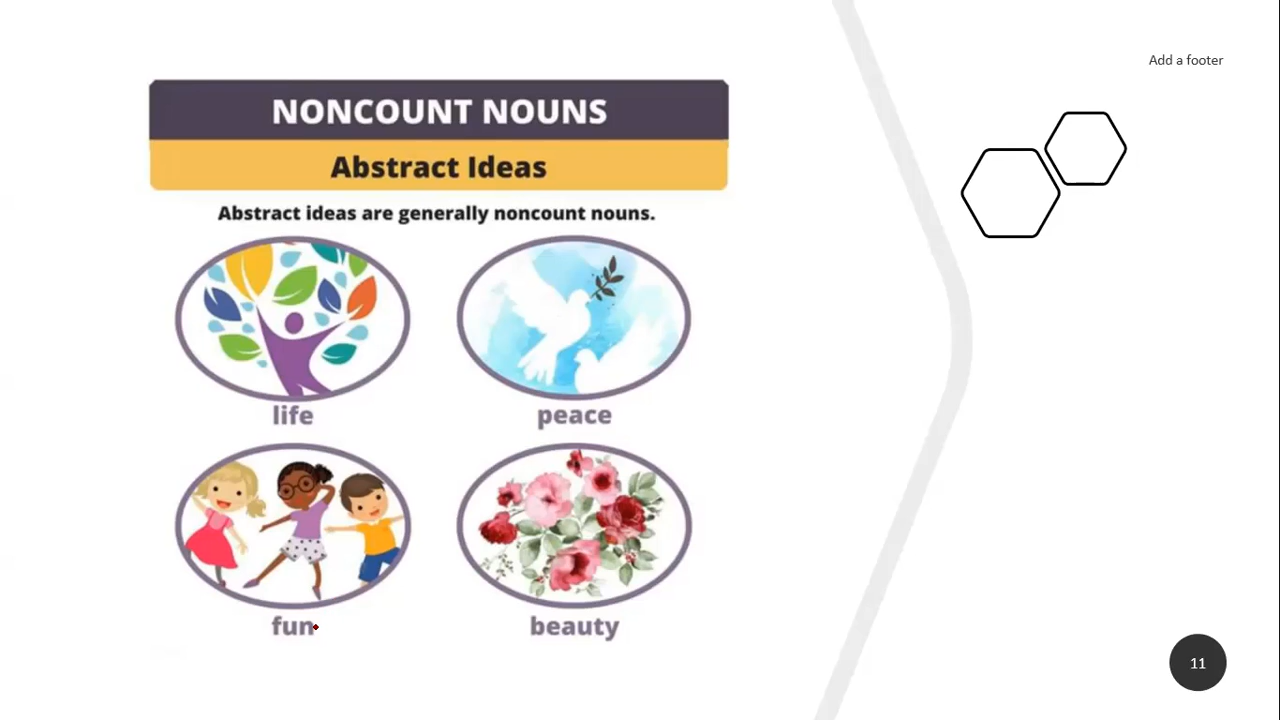 Add a footer
NONCOUNT NOUNS
Abstract Ideas
Abstract ideas are generally noncount nouns.
life
peace
fun
beauty
11